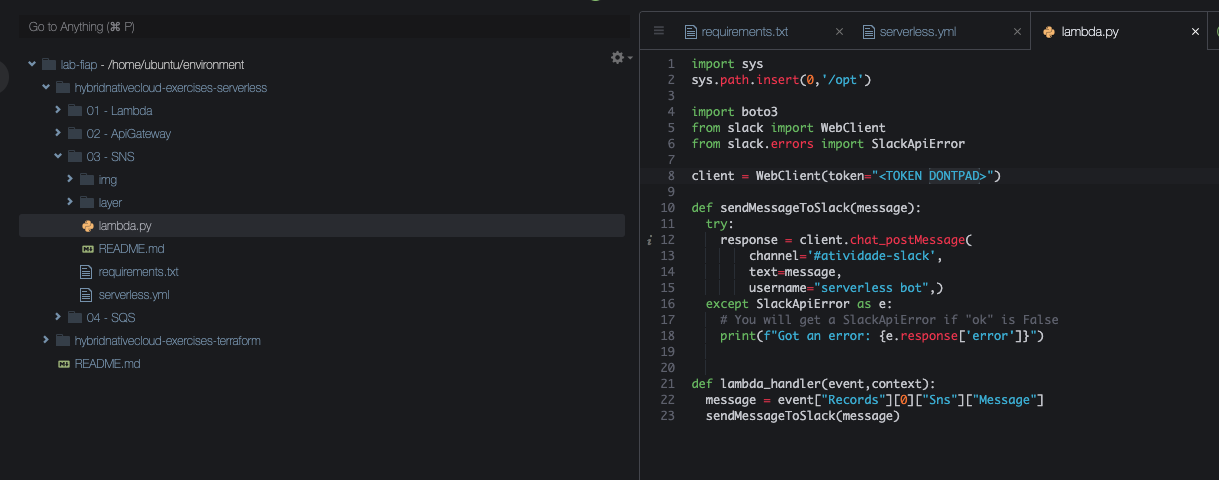 Go to Anything (⌘ P)
lab-fiap - /home/ubuntu/environment
hybridnativecloud-exercises-serverless
01 - Lambda
02 - ApiGateway
03 - SNS
img
layer
lambda.py
README.md
requirements.txt
serverless.yml
04 - SQS
hybridnativecloud-exercises-terraform
README.md
requirements.txt
serverless.yml
lambda.py
1 import sys
2 sys.path.insert(0,'/opt')
3
4 import boto3
5 from slack import WebClient
6 from slack.errors import SlackApiError
7
8 client = WebClient(token="<TOKEN DONTPAD>")
9
10 def sendMessageToSlack(message):
11   try:
12     response = client.chat_postMessage(
13         channel='#atividade-slack',
14         text=message,
15         username="serverless bot",)
16   except SlackApiError as e:
17     # You will get a SlackApiError if "ok" is False
18     print(f"Got an error: {e.response['error']}")
19
20
21 def lambda_handler(event,context):
22   message = event["Records"][0]["Sns"]["Message"]
23   sendMessageToSlack(message)